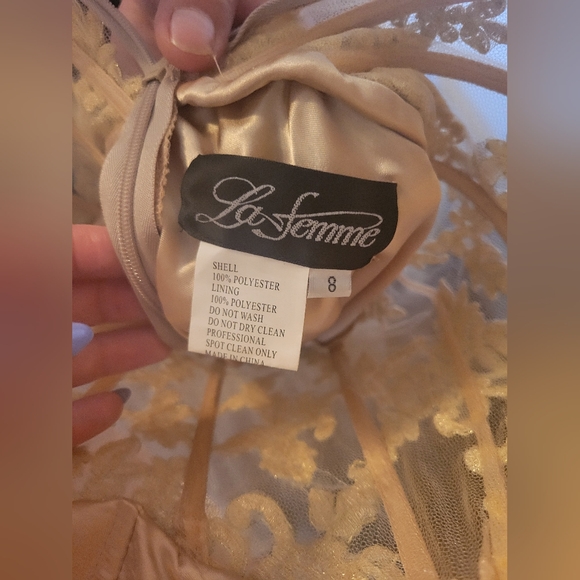 La Femme
8
SHELL
100% POLYESTER
LINING
100% POLYESTER
DO NOT WASH
DO NOT DRY CLEAN
PROFESSIONAL
SPOT CLEAN ONLY
MADE IN CHINA